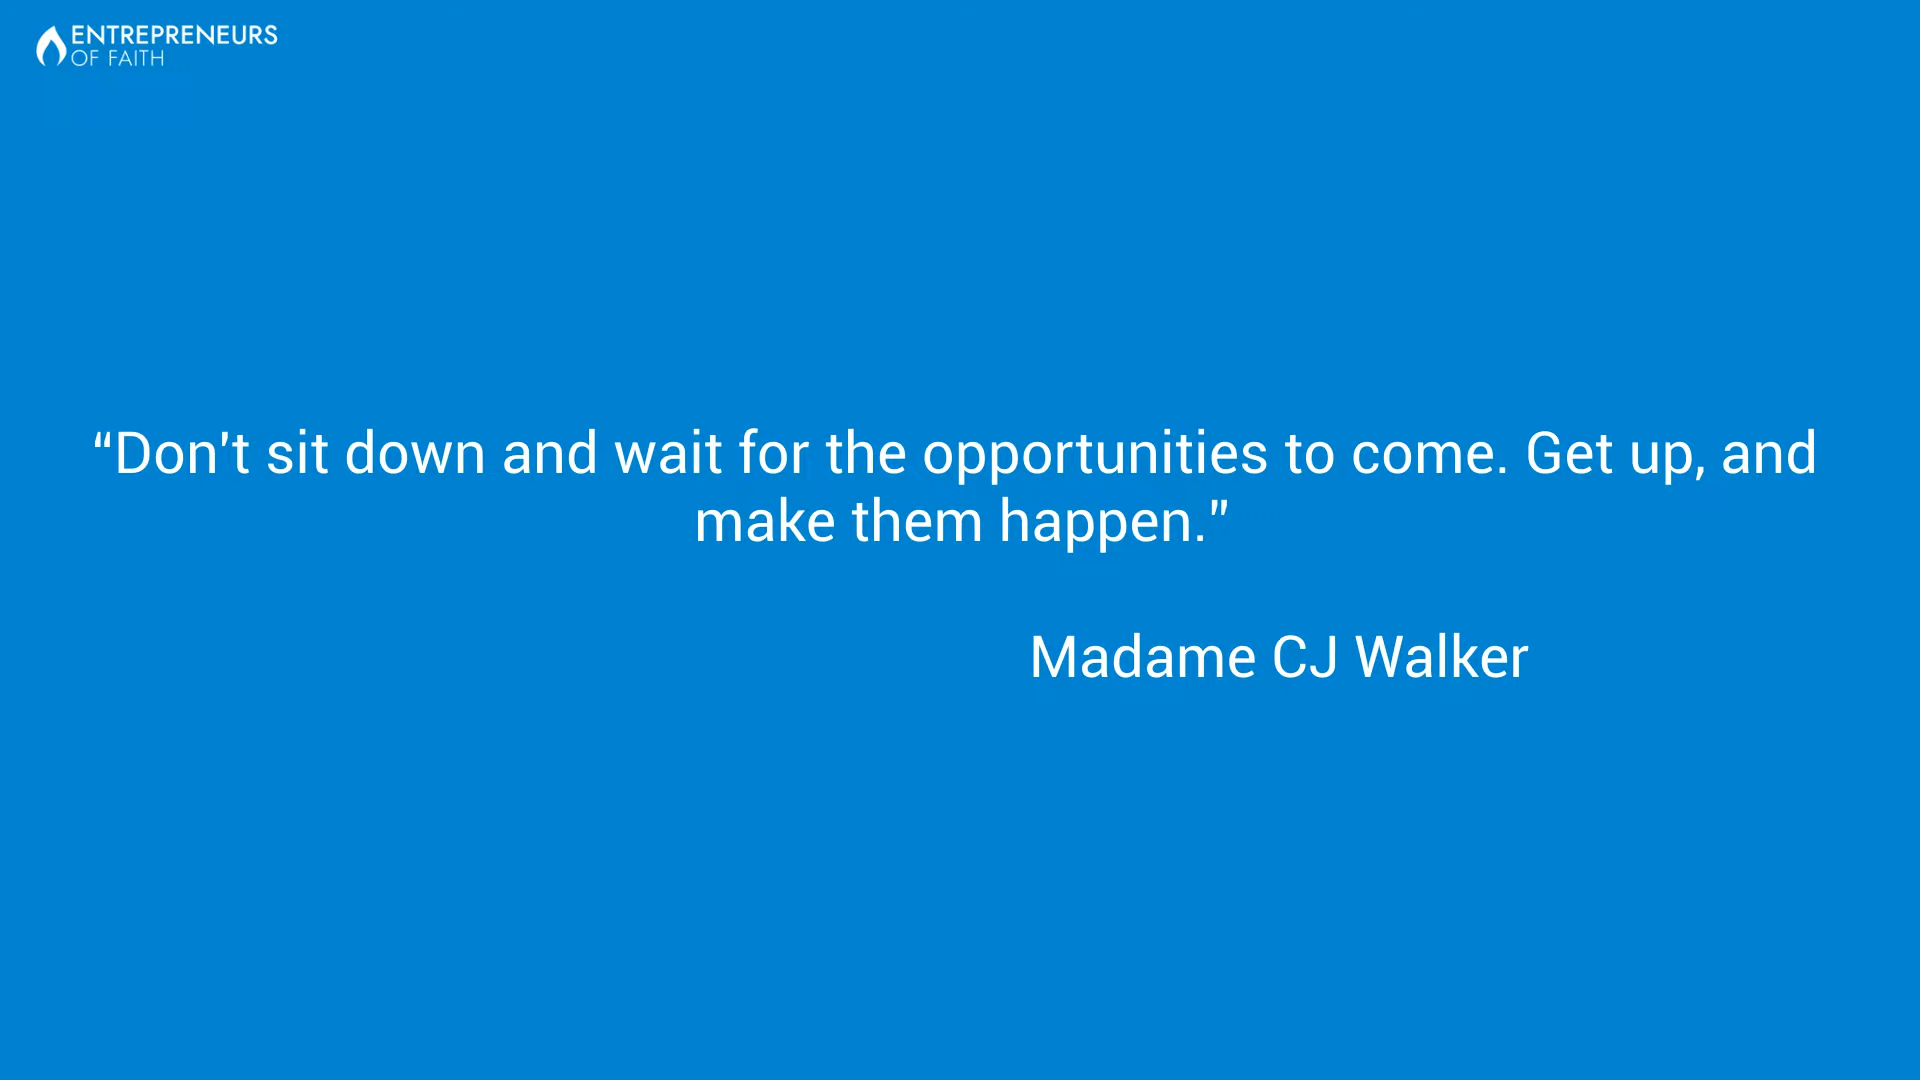 ENTREPRENEURS
OF FAITH
“Don't sit down and wait for the opportunities to come. Get up, and
make them happen.”
Madame CJ Walker